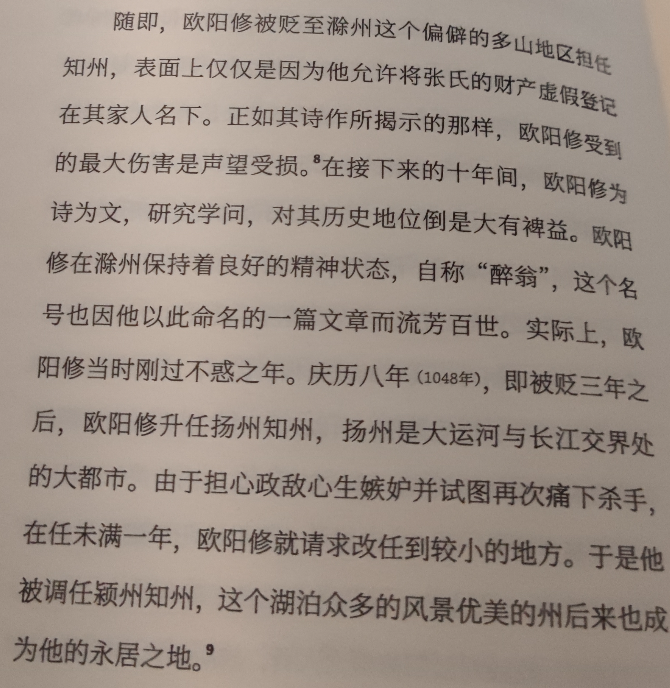 随即，欧阳修被贬至滁州这个偏僻的多山地区担任
知州，表面上仅仅是因为他允许将张氏的财产虚假登记
在其家人名下。正如其诗作所揭示的那样，欧阳修受到
的最大伤害是声望受损。⁸在接下来的十年间，欧阳修为
诗为文，研究学问，对其历史地位倒是大有裨益。欧阳
修在滁州保持着良好的精神状态，自称“醉翁”，这个名
号也因他以此命名的一篇文章而流芳百世。实际上，欧
阳修当时刚过不惑之年。庆历八年（1048年），即被贬三年之
后，欧阳修升任扬州知州，扬州是大运河与长江交界处
的大都市。由于担心政敌心生嫉妒并试图再次痛下杀手，
在任未满一年，欧阳修就请求改任到较小的地方。于是他
被调任颍州知州，这个湖泊众多的风景优美的州后来也成
为他的永居之地。⁹